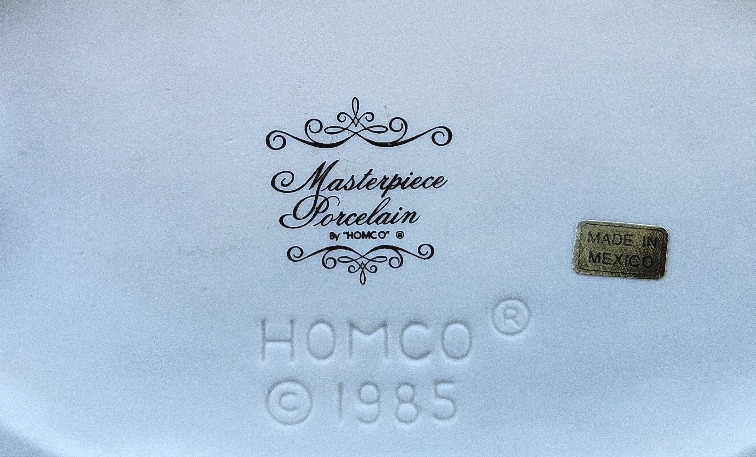 Masterpiece
Porcelain
By "HOMCO" ®
MADE IN
MEXICO
HOMCO ®
© 1985